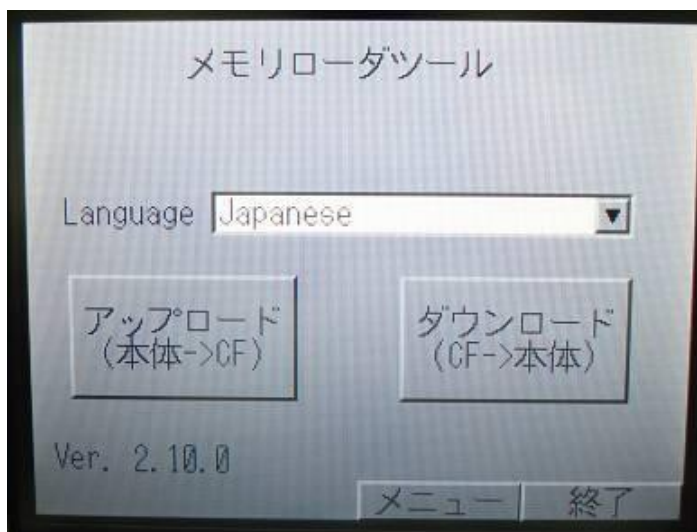 メモリローダツール
Language Japanese
アップロード
(本体->CF)
ダウンロード
(CF->本体)
Ver. 2.10.0
メニュー 終了